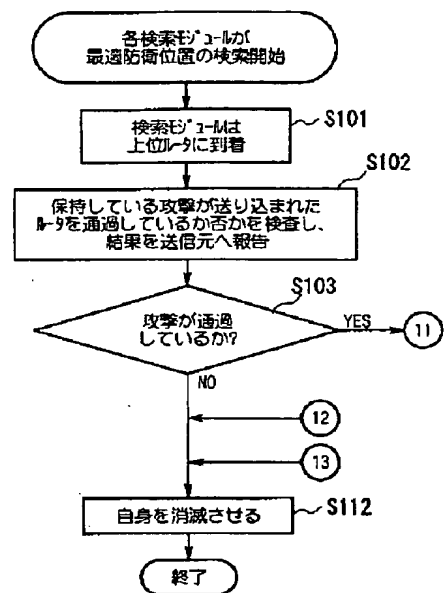 各検索ﾓｼﾞｭｰﾙが
最適防衛位置の検索開始
S101
検索ﾓｼﾞｭｰﾙは
上位ﾙｰﾀに到着
S102
保持している攻撃が送り込まれた
ﾙｰﾀを通過しているか否かを検査し、
結果を送信元へ報告
S103
攻撃が通過
しているか?
YES
11
NO
12
13
S112
自身を消滅させる
終了